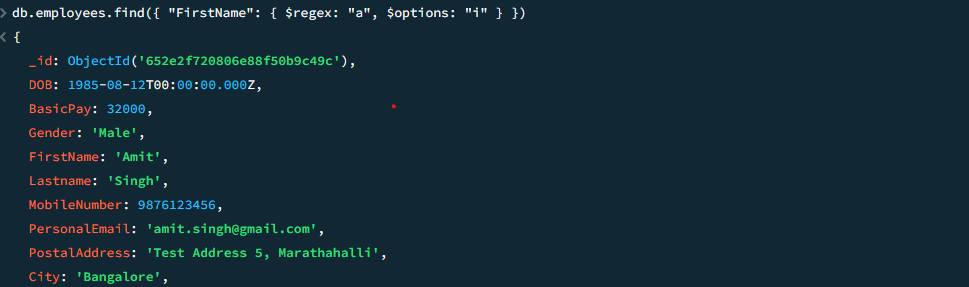 > db.employees.find({ "FirstName": { $regex: "a", $options: "i" } })
< {
_id: ObjectId('652e2f720806e88f50b9c49c'),
DOB: 1985-08-12T00:00:00.000Z,
BasicPay: 32000,
Gender: 'Male',
FirstName: 'Amit',
Lastname: 'Singh',
MobileNumber: 9876123456,
PersonalEmail: 'amit.singh@gmail.com',
PostalAddress: 'Test Address 5, Marathahalli',
City: 'Bangalore',